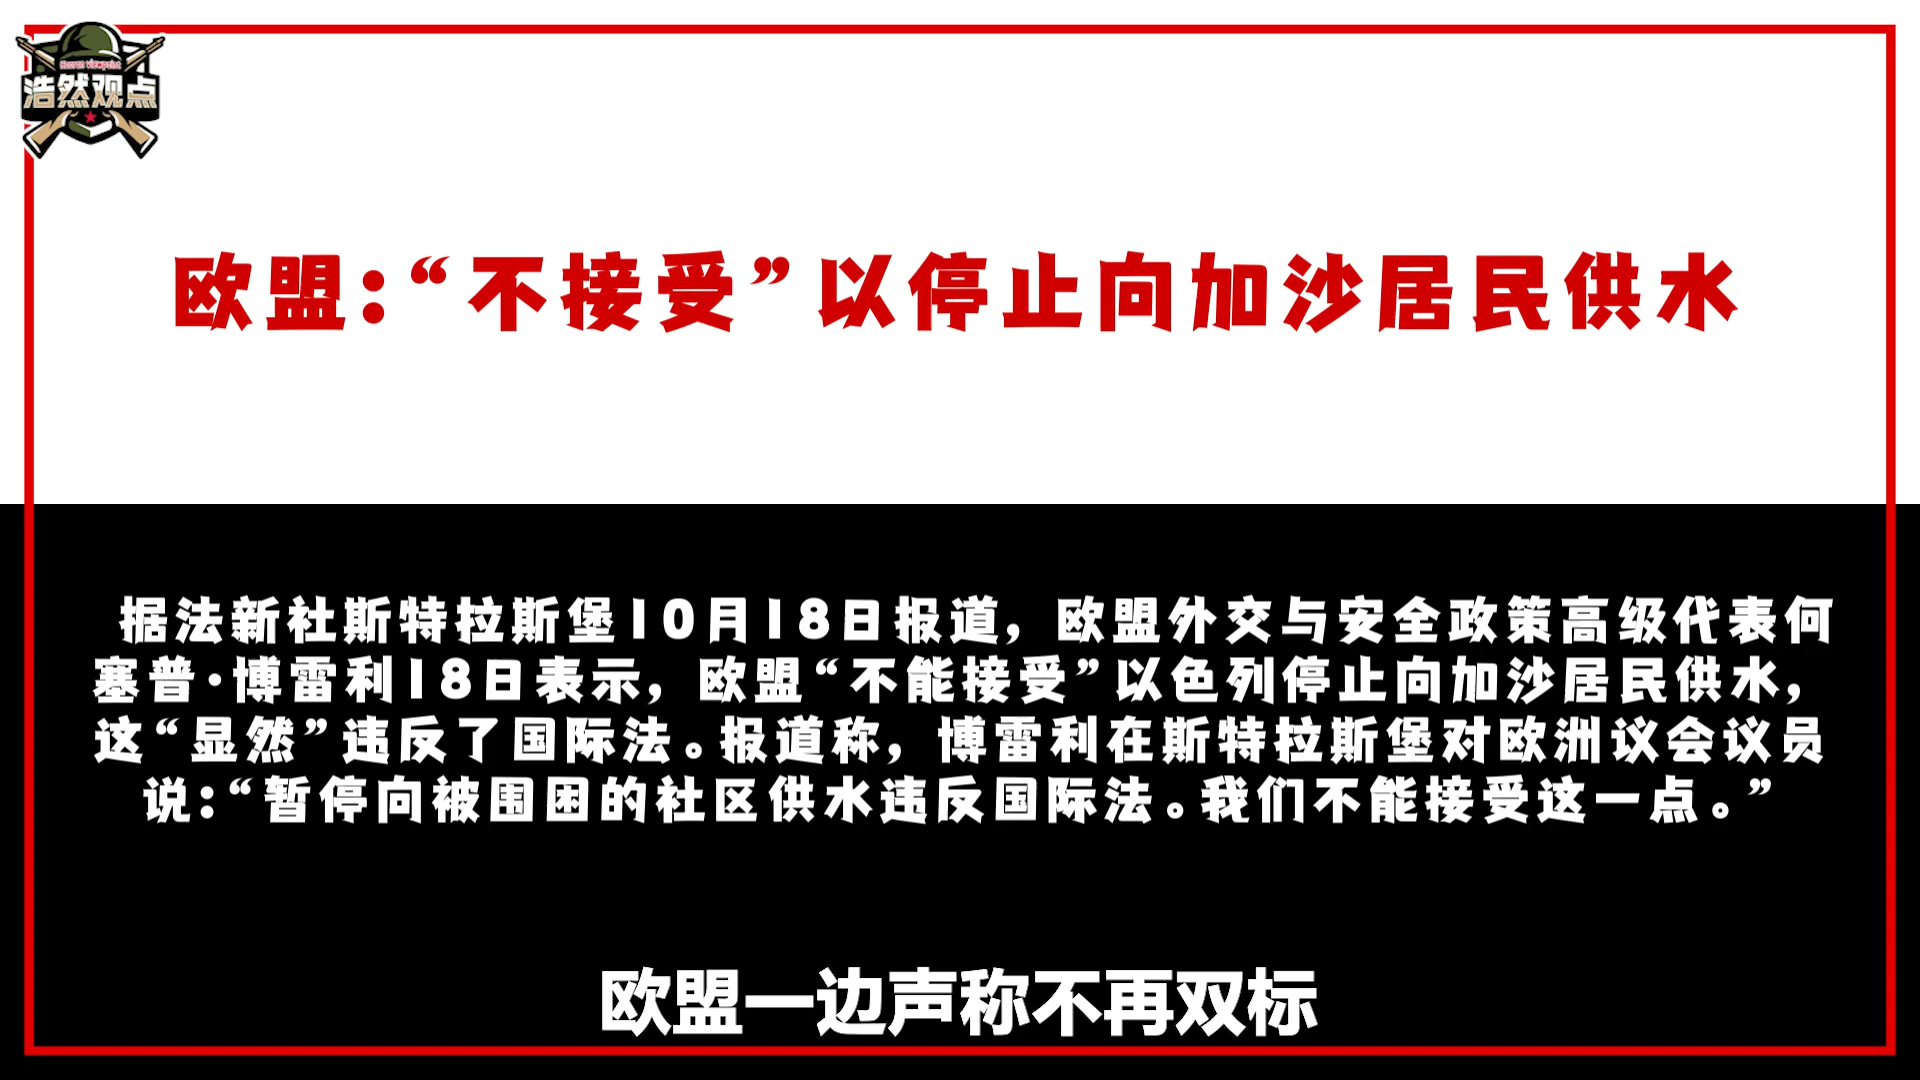 浩然观点
欧盟：“不接受”以停止向加沙居民供水
据法新社斯特拉斯堡10月18日报道，欧盟外交与安全政策高级代表何
塞普·博雷利18日表示，欧盟“不能接受”以色列停止向加沙居民供水，
这“显然”违反了国际法。报道称，博雷利在斯特拉斯堡对欧洲议会议员
说：“暂停向被围困的社区供水违反国际法。我们不能接受这一点。”
欧盟一边声称不再双标